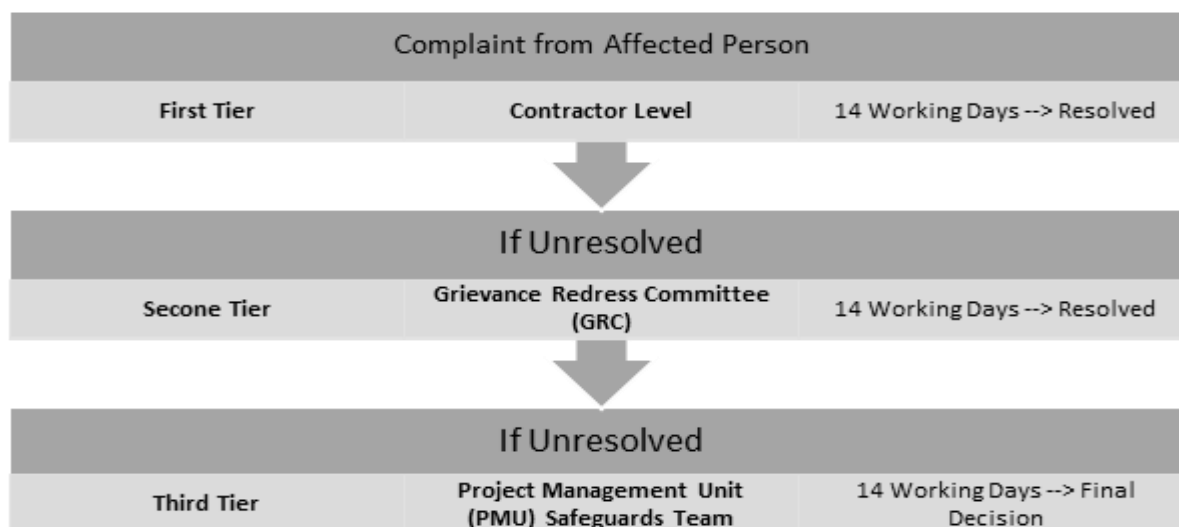 Complaint from Affected Person
First Tier
Contractor Level
14 Working Days --> Resolved
If Unresolved
Secone Tier
Grievance Redress Committee
(GRC)
14 Working Days --> Resolved
If Unresolved
Third Tier
Project Management Unit
(PMU) Safeguards Team
14 Working Days --> Final
Decision